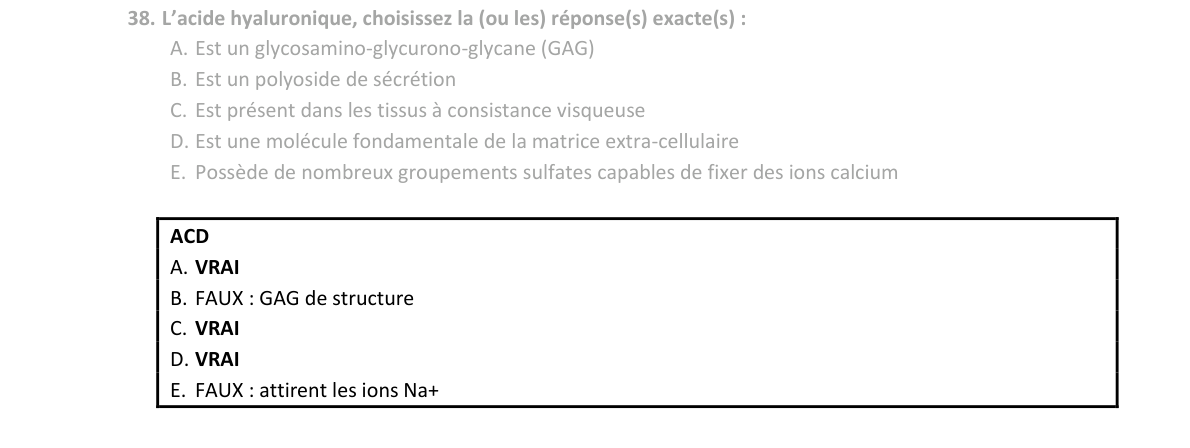 38. L’acide hyaluronique, choisissez la (ou les) réponse(s) exacte(s) :
A. Est un glycosamino-glycurono-glycane (GAG)
B. Est un polyoside de sécrétion
C. Est présent dans les tissus à consistance visqueuse
D. Est une molécule fondamentale de la matrice extra-cellulaire
E. Possède de nombreux groupements sulfates capables de fixer des ions calcium
ACD
A. VRAI
B. FAUX : GAG de structure
C. VRAI
D. VRAI
E. FAUX : attirent les ions Na+